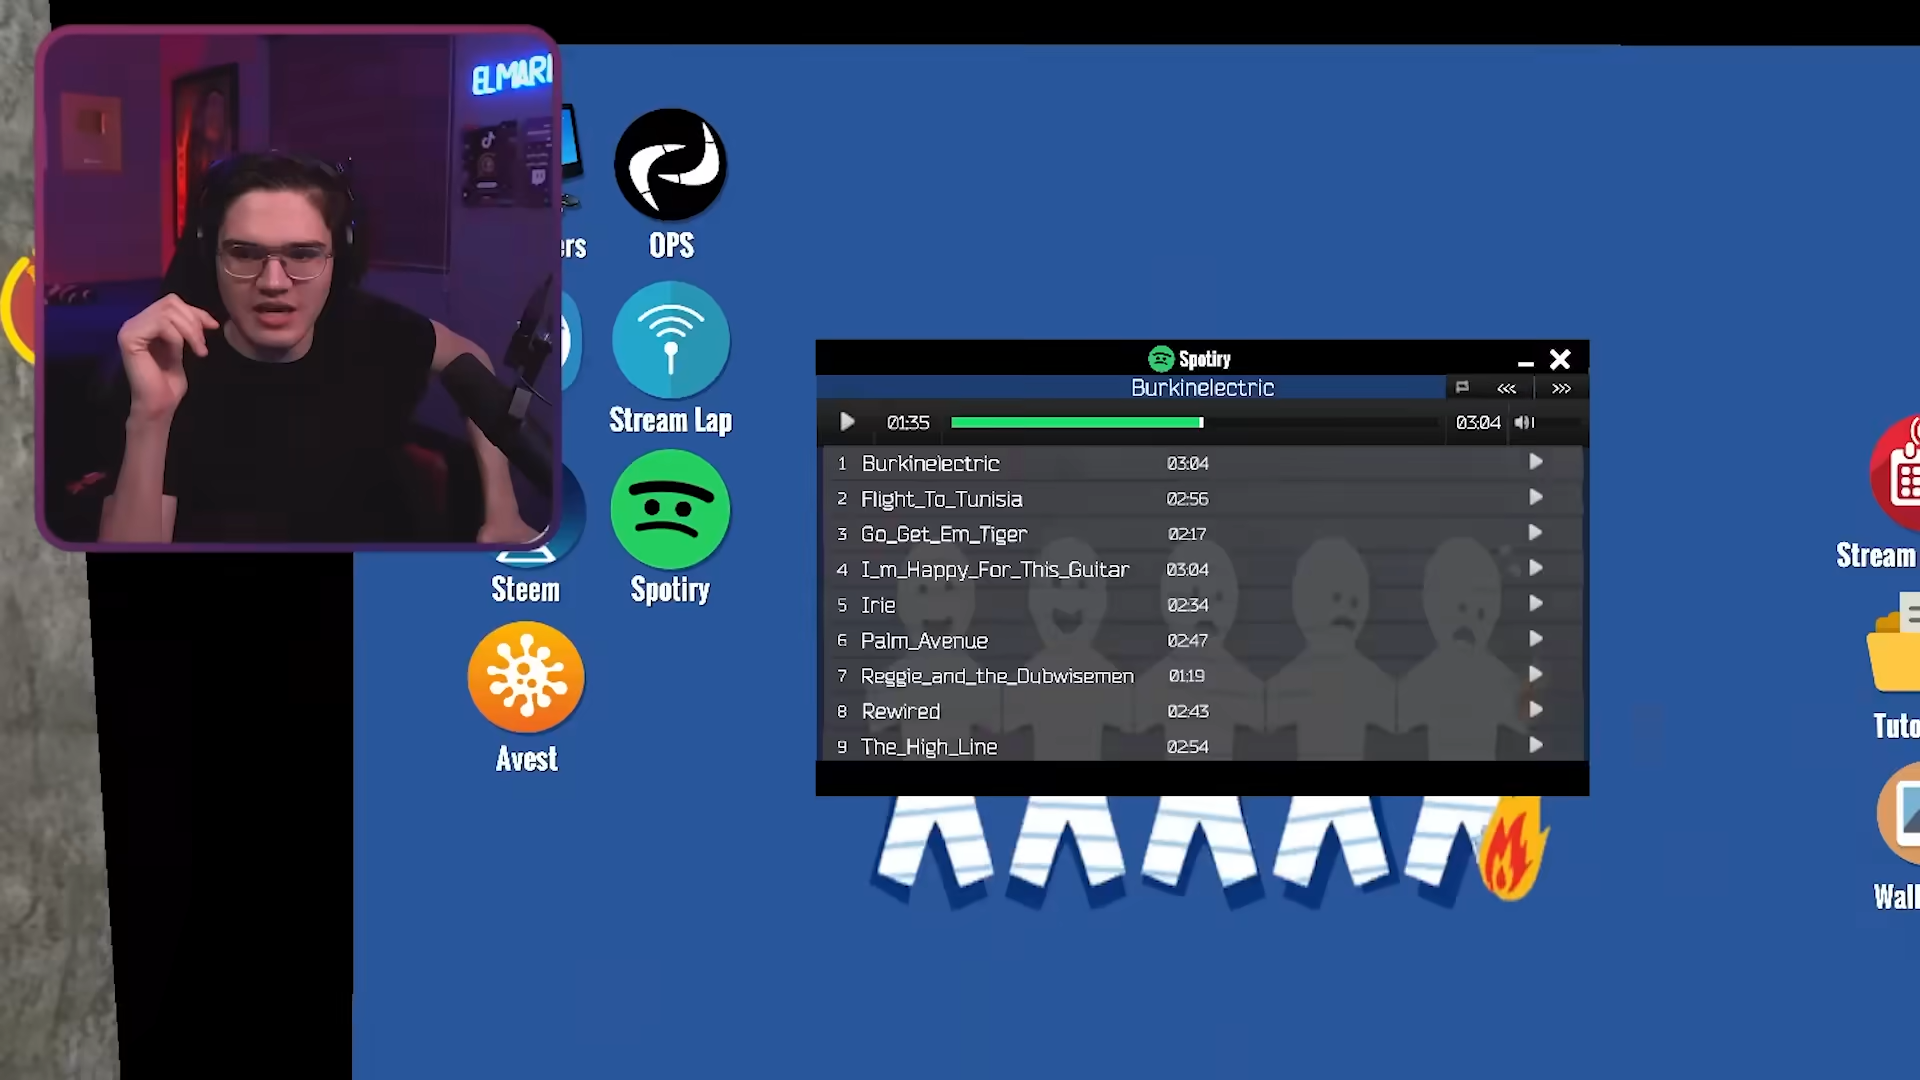 ELMARI
ers
OPS
Stream Lap
Steem
Spotiry
Avest
Spotiry
Burkinelectric
<<<
>>>
01:35
03:04
1 Burkinelectric 03:04
2 Flight_To_Tunisia 02:56
3 Go_Get_Em_Tiger 02:17
4 I_m_Happy_For_This_Guitar 03:04
5 Irie 02:34
6 Palm_Avenue 02:47
7 Reggie_and_the_Dubwisemen 01:19
8 Rewired 02:43
9 The_High_Line 02:54
Stream
Tuto
Wall